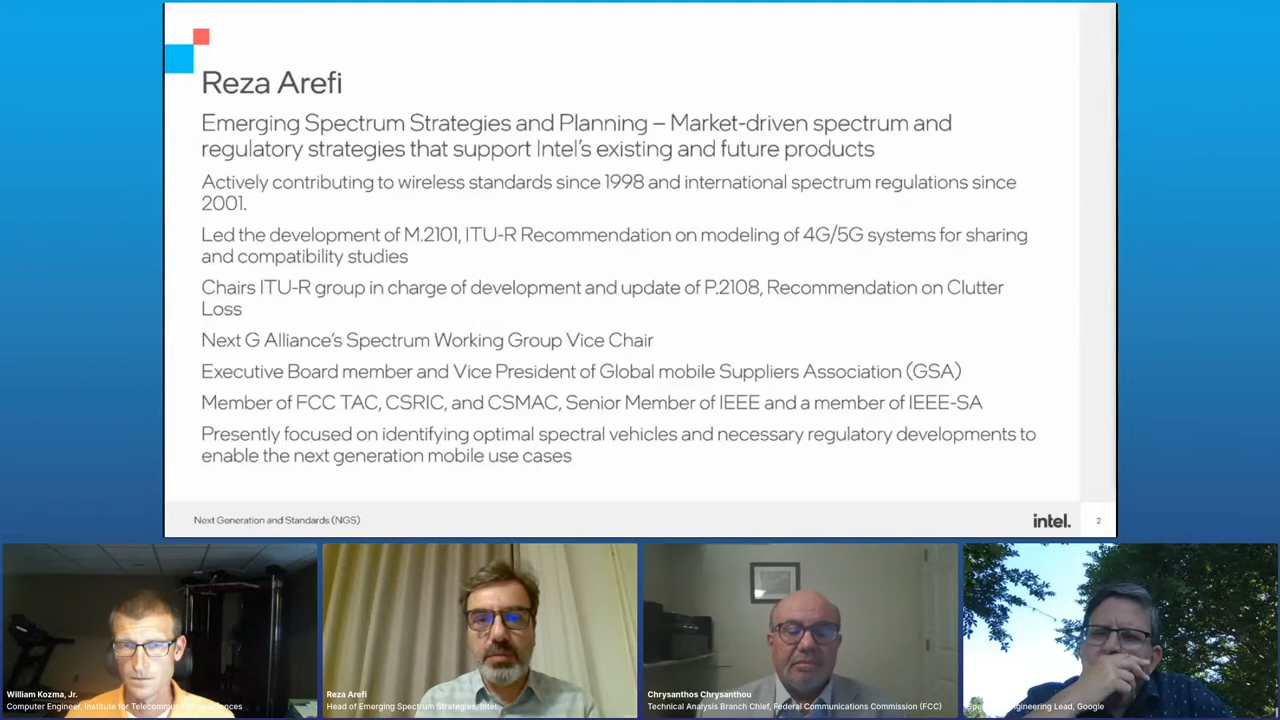 Reza Arefi
Emerging Spectrum Strategies and Planning – Market-driven spectrum and
regulatory strategies that support Intel's existing and future products
Actively contributing to wireless standards since 1998 and international spectrum regulations since
2001.
Led the development of M.2101, ITU-R Recommendation on modeling of 4G/5G systems for sharing
and compatibility studies
Chairs ITU-R group in charge of development and update of P.2108, Recommendation on Clutter
Loss
Next G Alliance's Spectrum Working Group Vice Chair
Executive Board member and Vice President of Global mobile Suppliers Association (GSA)
Member of FCC TAC, CSRIC, and CSMAC, Senior Member of IEEE and a member of IEEE-SA
Presently focused on identifying optimal spectral vehicles and necessary regulatory developments to
enable the next generation mobile use cases
Next Generation and Standards (NGS)
intel.
2
William Kozma, Jr.
Computer Engineer, Institute for
Reza Arefi
Head of Emerging Spectrum Strategies, Intel
Chrysanthos Chrysanthou
Technical Analysis Branch Chief, Federal Communications Commission (FCC)
Engineering Lead, Google